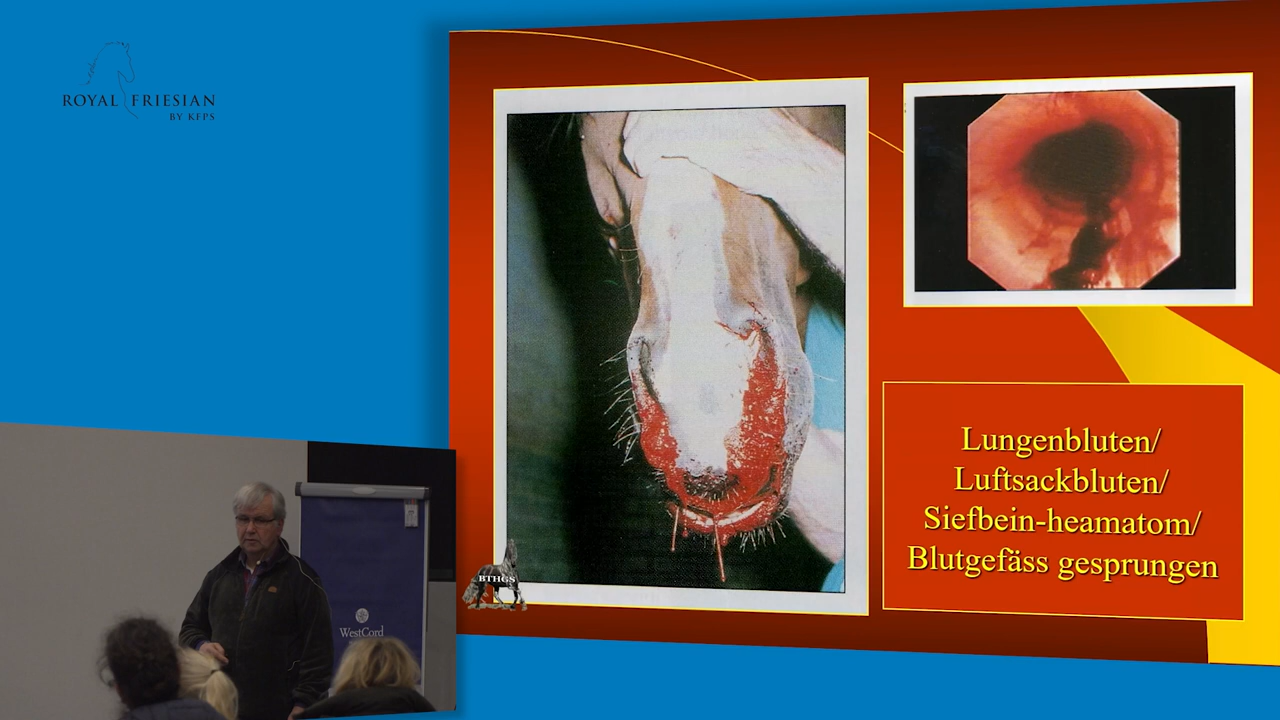 ROYAL FRIESIAN
BY KFPS
Lungenbluten/
Luftsackbluten/
Siefbein-heamatom/
Blutgefäss gesprungen
BTHGS
WestCord